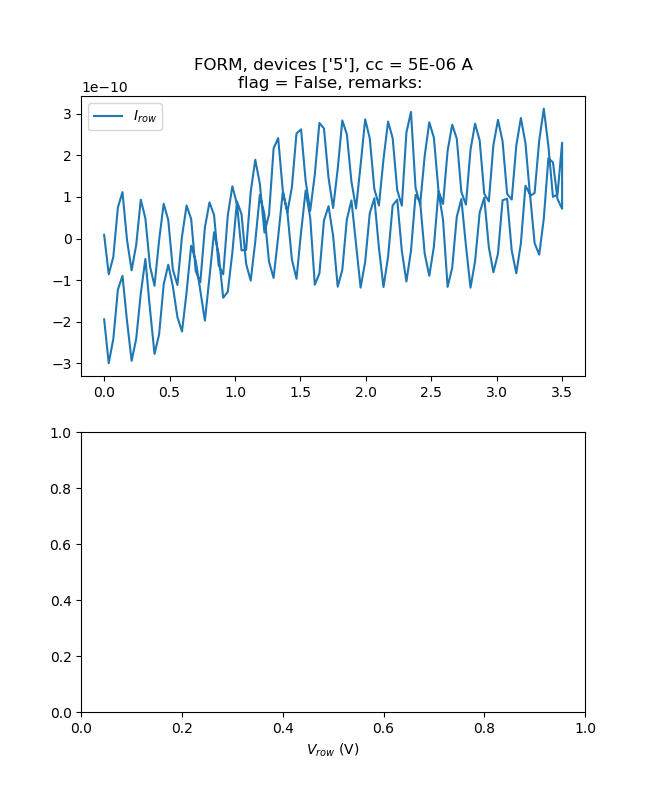 FORM, devices ['5'], cc = 5E-06 A
flag = False, remarks:
1e−10
I_row
3
2
1
0
−1
−2
−3
0.0 0.5 1.0 1.5 2.0 2.5 3.0 3.5
1.0
0.8
0.6
0.4
0.2
0.0
0.0 0.2 0.4 0.6 0.8 1.0
V_row (V)